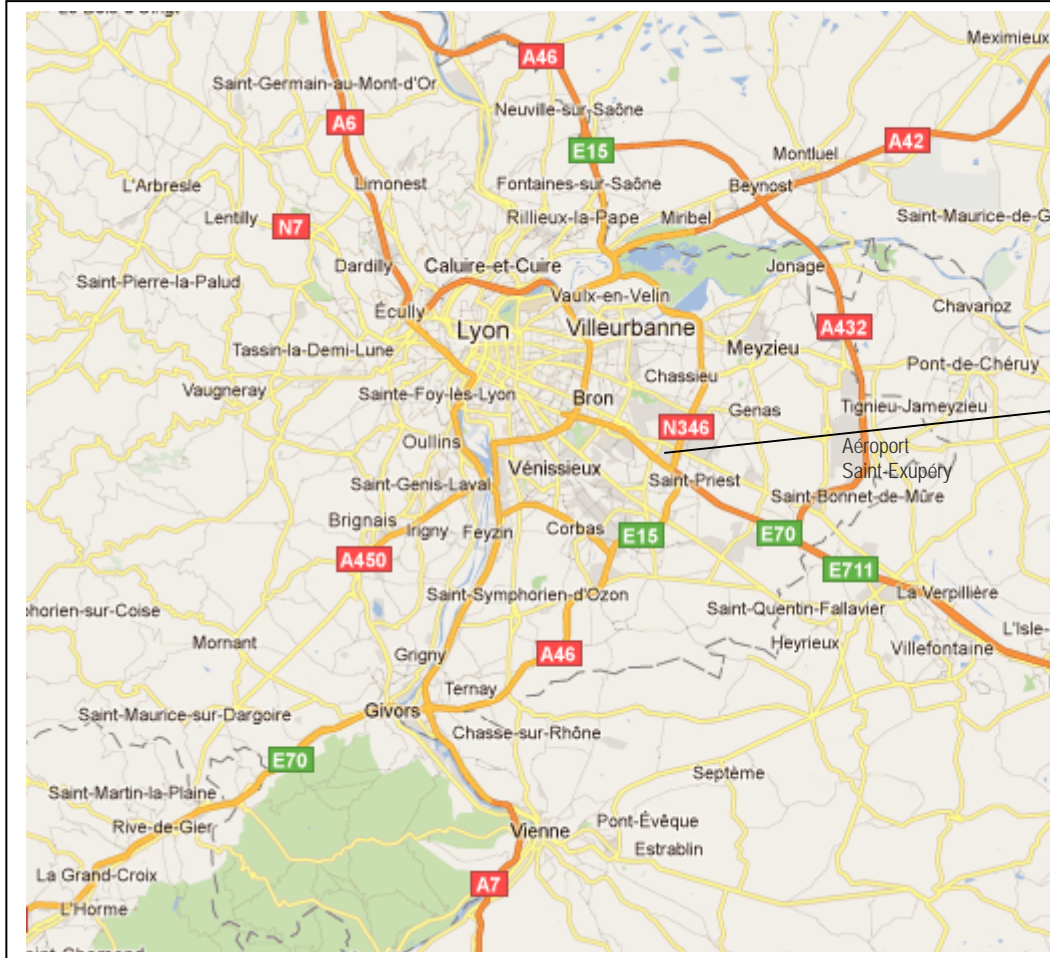 A46
Meximieux
Saint-Germain-au-Mont-d'Or
Neuville-sur-Saône
A6
E15
A42
Montluel
L'Arbresle
Limonest
Fontaines-sur-Saône
Beynost
Lentilly
N7
Rillieux-la-Pape
Miribel
Saint-Maurice-de-G
Dardilly
Caluire-et-Cuire
Jonage
Saint-Pierre-la-Palud
Vaulx-en-Velin
Chavanoz
Écully
Lyon
Villeurbanne
A432
Tassin-la-Demi-Lune
Meyzieu
Pont-de-Chéruy
Vaugneray
Sainte-Foy-lès-Lyon
Chassieu
Bron
Genas
Tignieu-Jameyzieu
N346
Oullins
Aéroport
Saint-Exupéry
Vénissieux
Saint-Genis-Laval
Saint-Priest
Saint-Bonnet-de-Mûre
Brignais
Irigny
Feyzin
Corbas
E15
E70
A450
E711
Saint-Symphorien-d'Ozon
La Verpillière
phorien-sur-Coise
Saint-Quentin-Fallavier
L'Isle-
Mornant
Heyrieux
Villefontaine
Grigny
A46
Ternay
Saint-Maurice-sur-Dargoire
Givors
Chasse-sur-Rhône
E70
Septème
Saint-Martin-la-Plaine
Rive-de-Gier
Vienne
Pont-Évêque
Estrablin
La Grand-Croix
A7
L'Horme